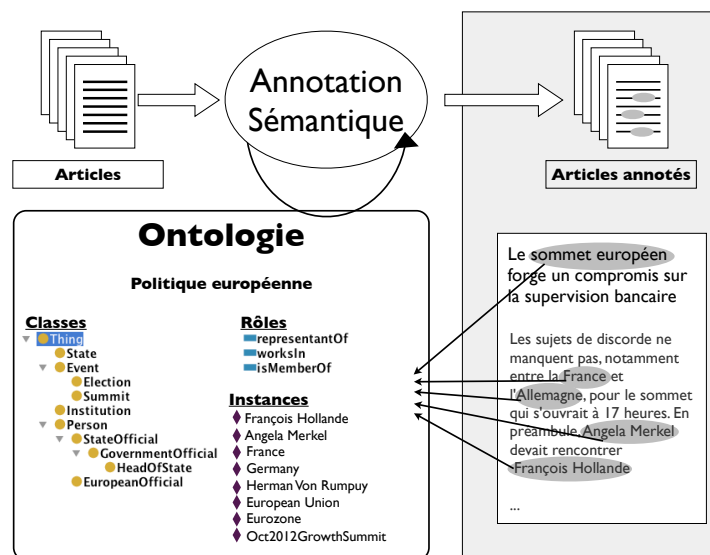 Annotation
Sémantique
Articles
Articles annotés
Ontologie
Politique européenne
Classes
Thing
State
Event
Election
Summit
Institution
Person
StateOfficial
GovernmentOfficial
HeadOfState
EuropeanOfficial
Rôles
representantOf
worksIn
isMemberOf
Instances
François Hollande
Angela Merkel
France
Germany
Herman Von Rumpuy
European Union
Eurozone
Oct2012GrowthSummit
Le sommet européen
forge un compromis sur
la supervision bancaire
Les sujets de discorde ne
manquent pas, notamment
entre la France et
l'Allemagne, pour le sommet
qui s'ouvrait à 17 heures. En
préambule, Angela Merkel
devait rencontrer
François Hollande
...